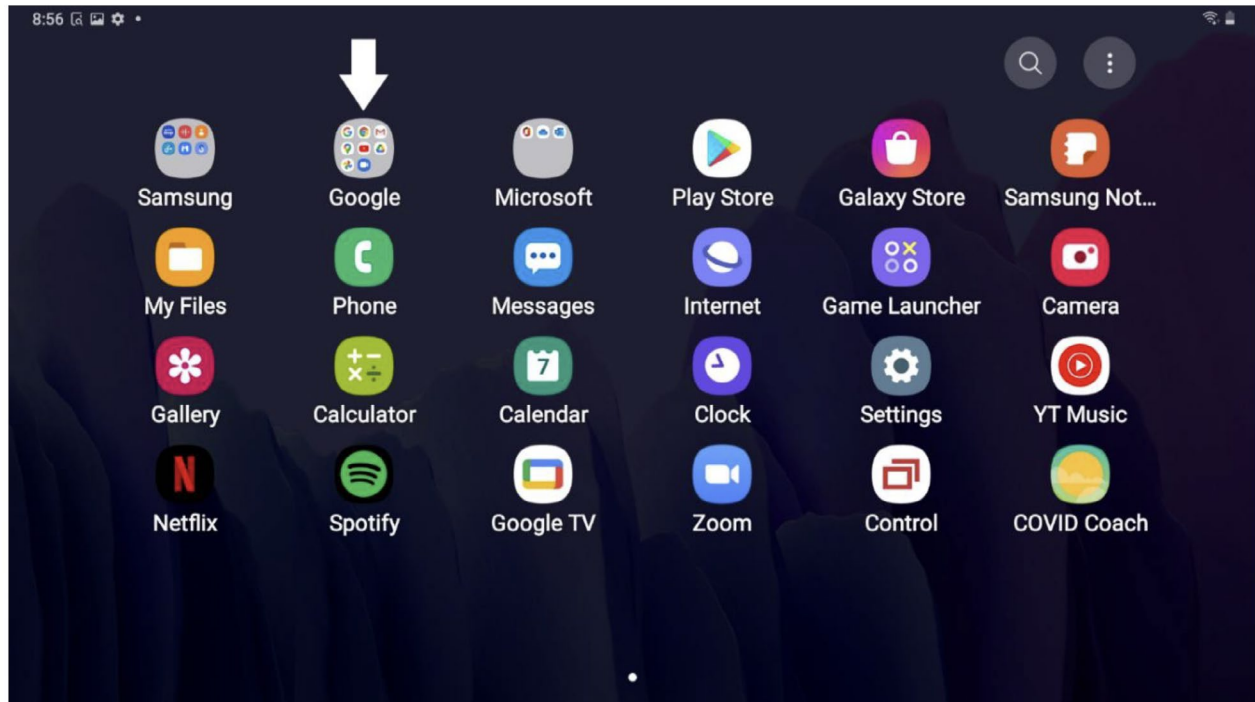 8:56
Samsung Google Microsoft Play Store Galaxy Store Samsung Not...
My Files Phone Messages Internet Game Launcher Camera
7
Gallery Calculator Calendar Clock Settings YT Music
N
Netflix Spotify Google TV Zoom Control COVID Coach